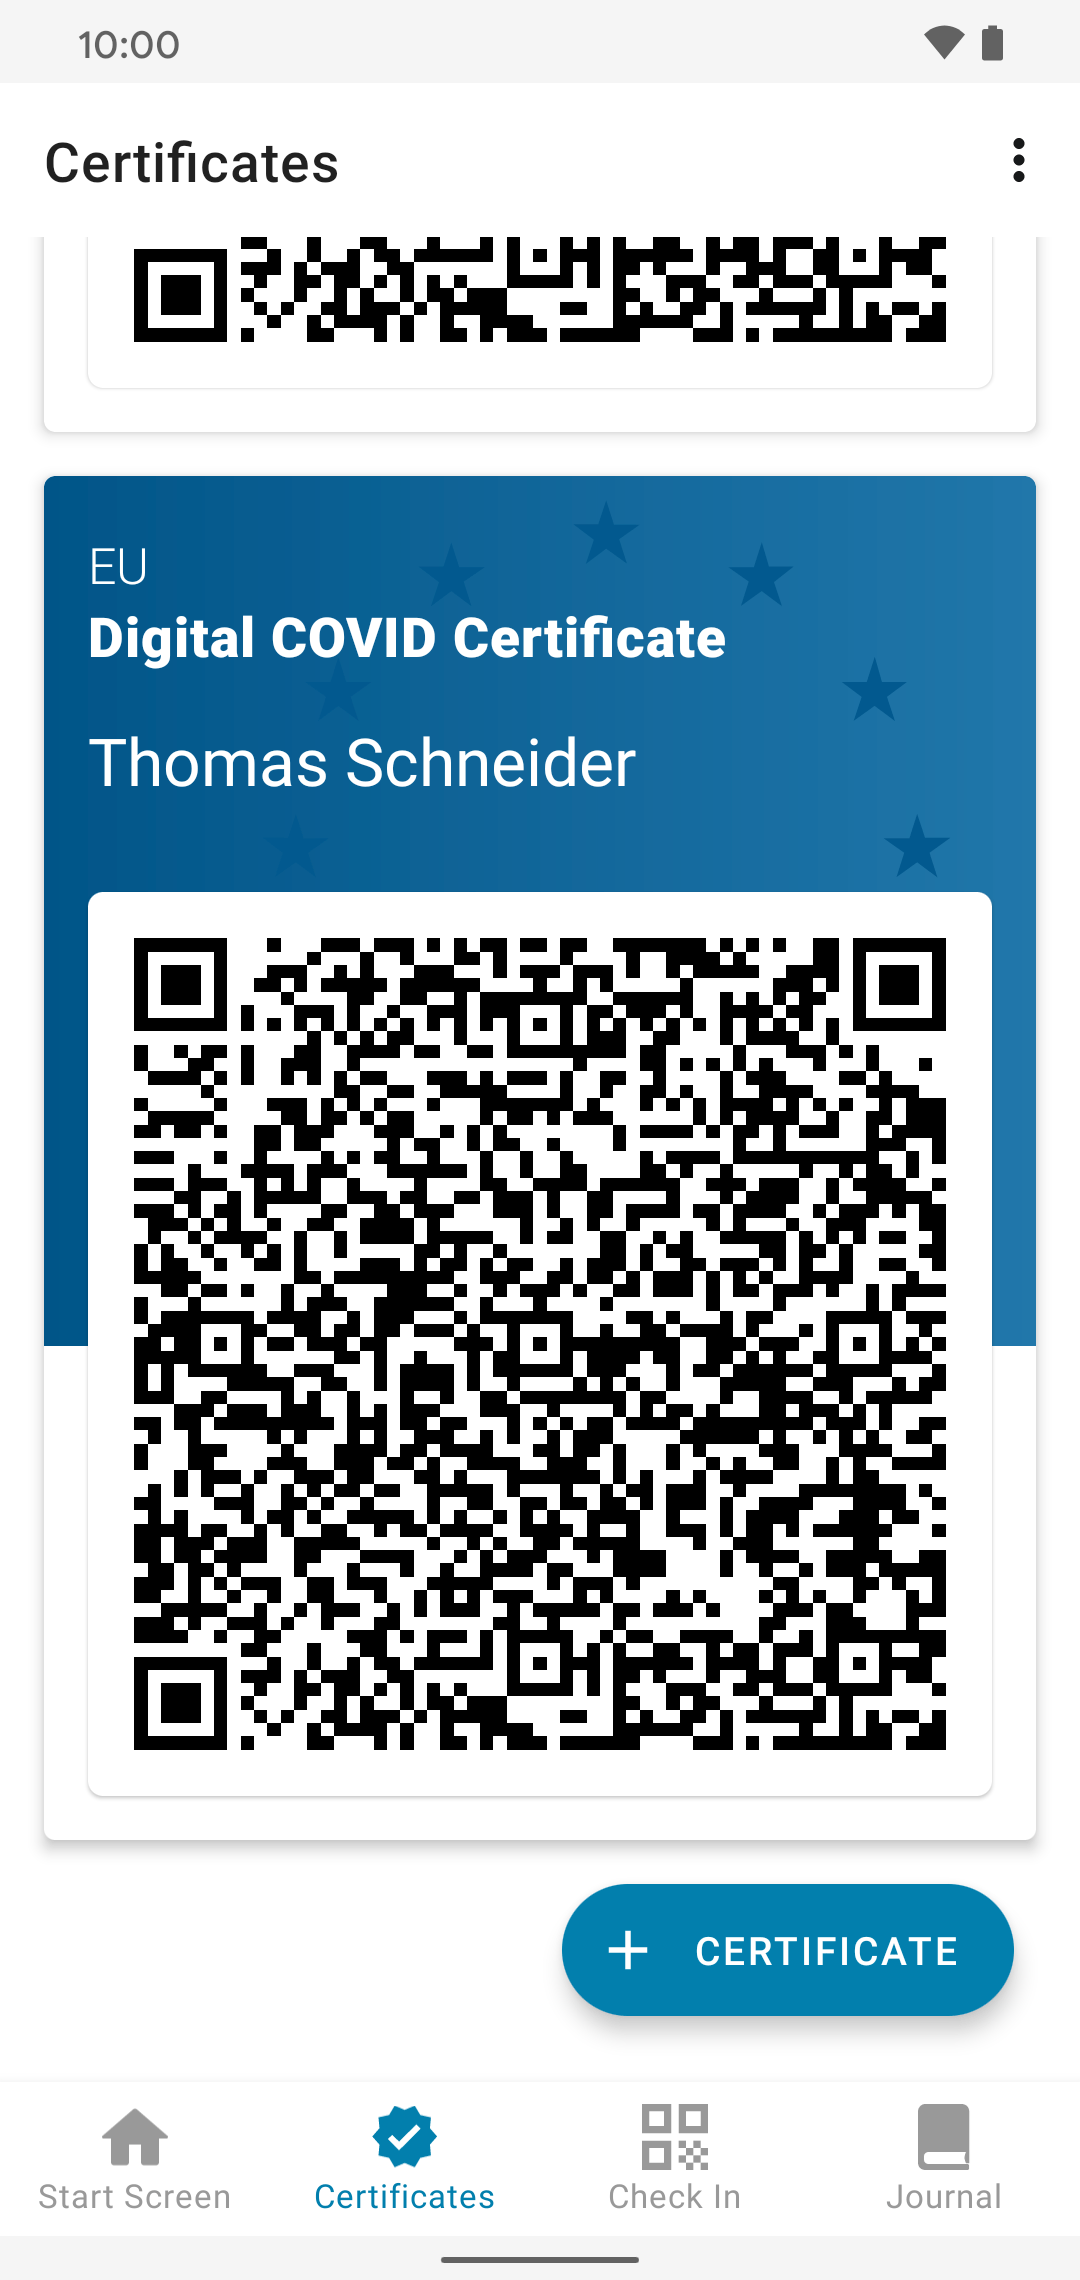 10:00
Certificates
EU
Digital COVID Certificate
Thomas Schneider
CERTIFICATE
Start Screen
Certificates
Check In
Journal